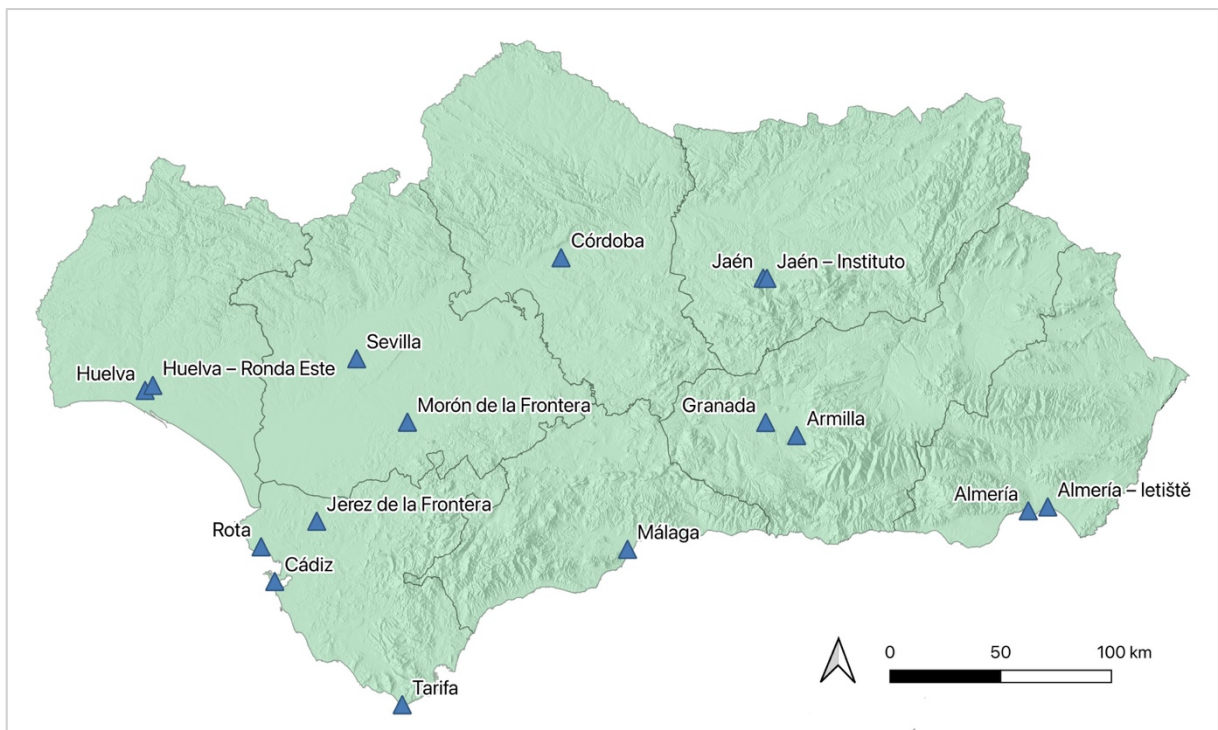 Córdoba
Jaén
Jaén – Instituto
Sevilla
Huelva
Huelva – Ronda Este
Morón de la Frontera
Granada
Armilla
Almería
Almería – letiště
Jerez de la Frontera
Rota
Cádiz
Málaga
Tarifa
0 50 100 km